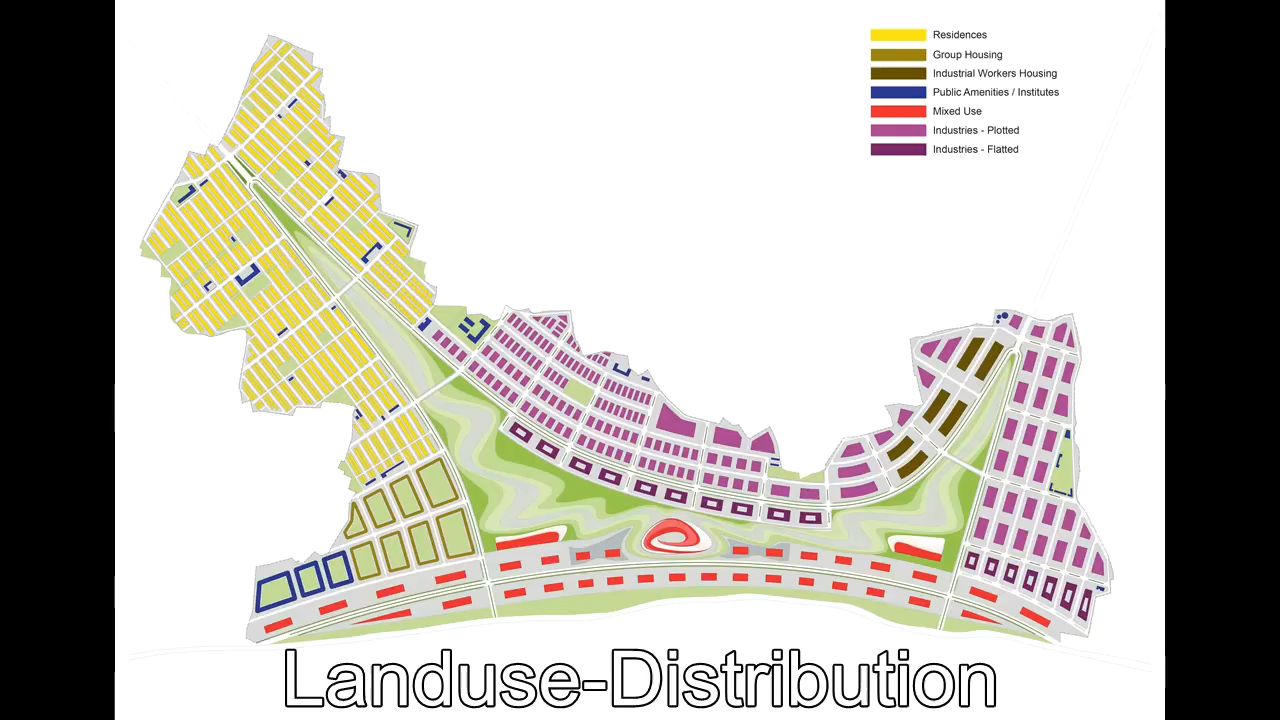 Residences
Group Housing
Industrial Workers Housing
Public Amenities / Institutes
Mixed Use
Industries - Plotted
Industries - Flatted
Landuse-Distribution